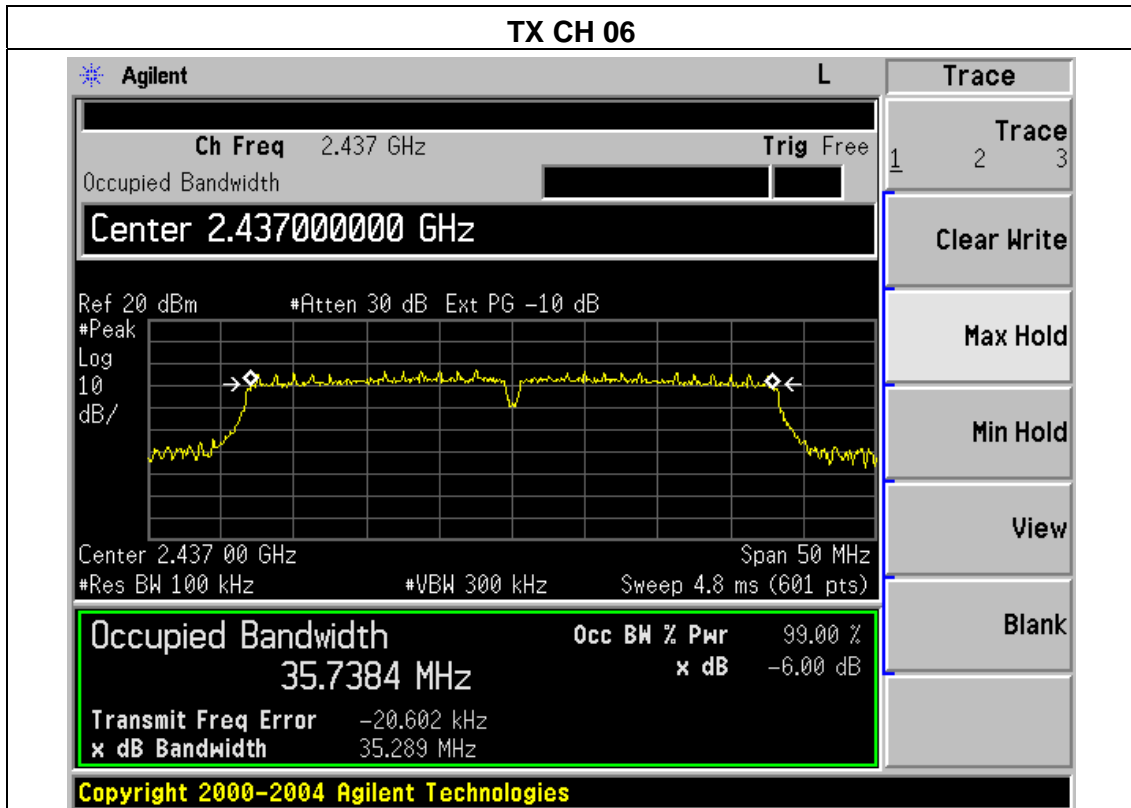 TX CH 06
Agilent L Trace
Ch Freq 2.437 GHz Trig Free
Occupied Bandwidth
Center 2.437000000 GHz
Ref 20 dBm #Atten 30 dB Ext PG -10 dB
#Peak
Log
10
dB/
Center 2.437 00 GHz Span 50 MHz
#Res BW 100 kHz #VBW 300 kHz Sweep 4.8 ms (601 pts)
Occupied Bandwidth Occ BW % Pwr 99.00 %
35.7384 MHz x dB -6.00 dB
Transmit Freq Error -20.602 kHz
x dB Bandwidth 35.289 MHz
Copyright 2000-2004 Agilent Technologies
Trace
1 2 3
Clear Write
Max Hold
Min Hold
View
Blank